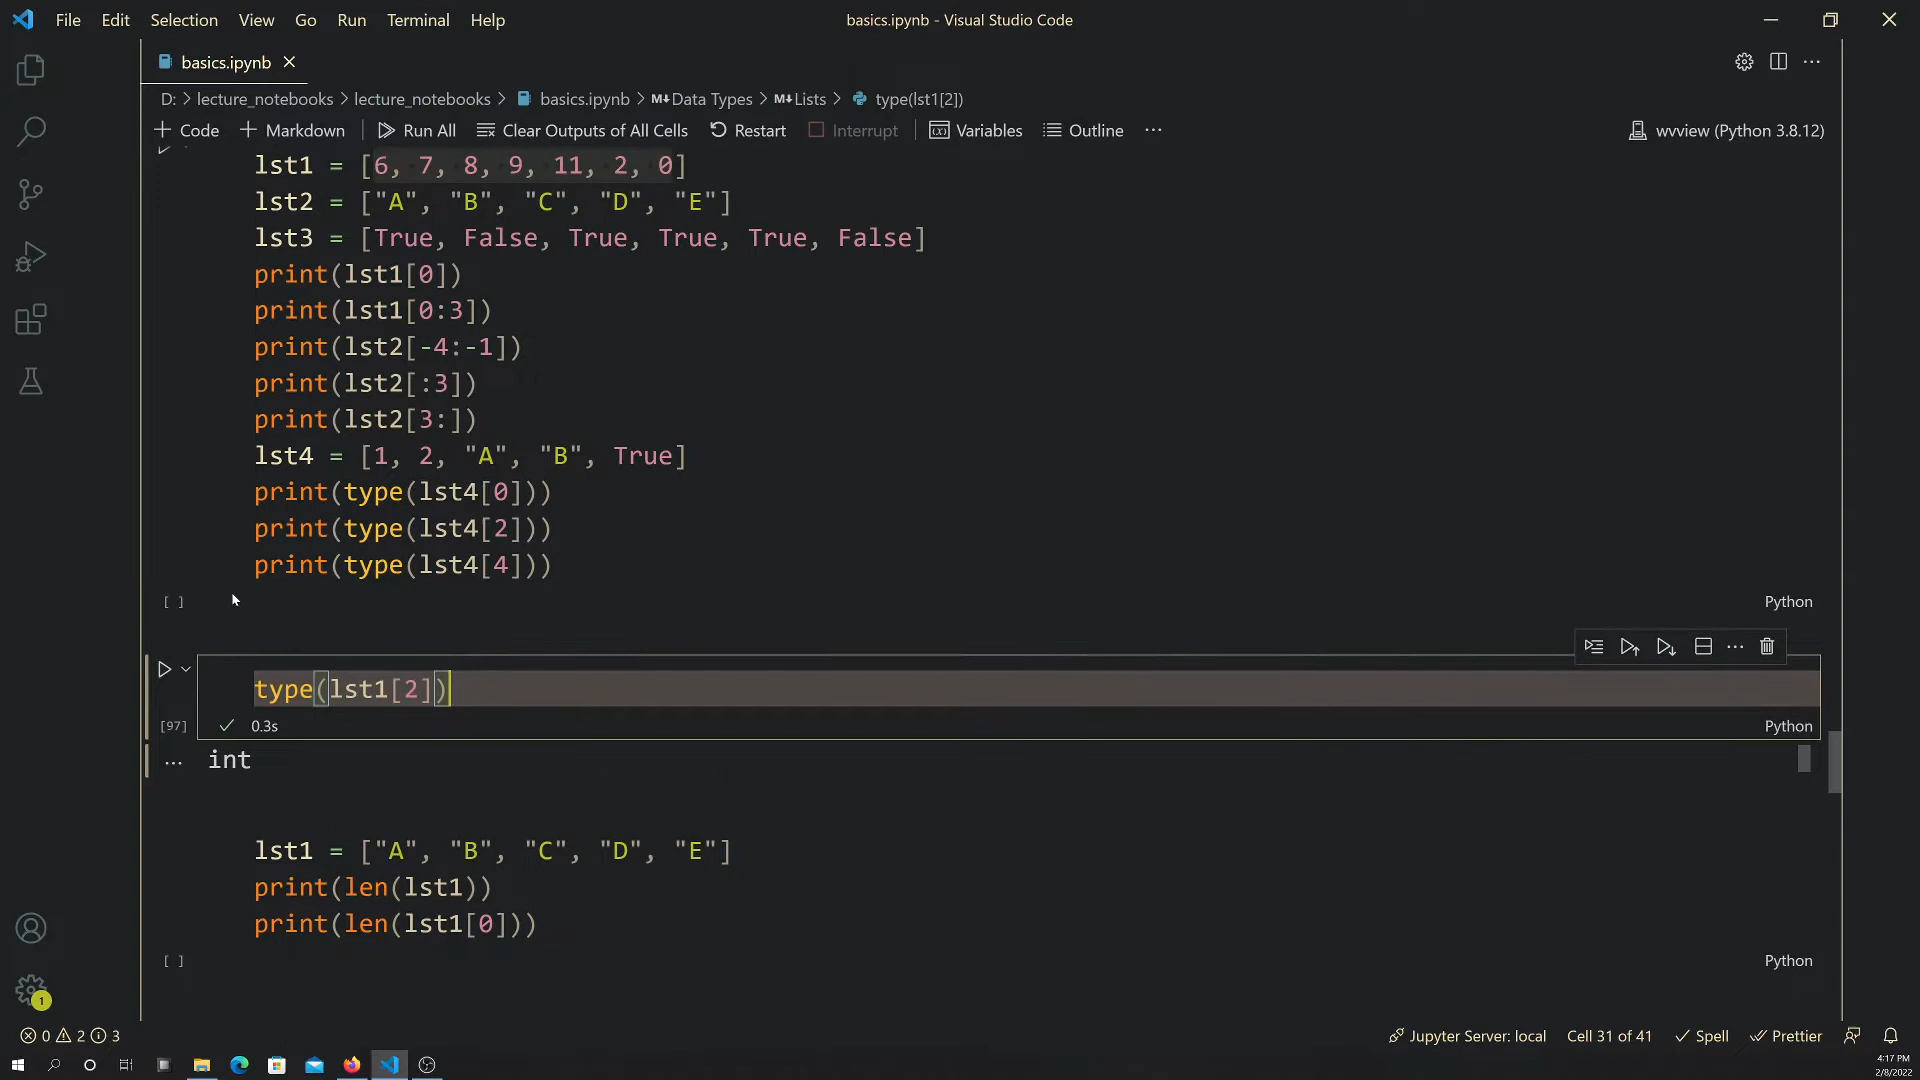 File Edit Selection View Go Run Terminal Help
basics.ipynb - Visual Studio Code
basics.ipynb
D: > lecture_notebooks > lecture_notebooks > basics.ipynb > M↓Data Types > M↓Lists > type(lst1[2])
+ Code + Markdown Run All Clear Outputs of All Cells Restart Interrupt Variables Outline ... wvview (Python 3.8.12)
lst1 = [6, 7, 8, 9, 11, 2, 0]
lst2 = ["A", "B", "C", "D", "E"]
lst3 = [True, False, True, True, True, False]
print(lst1[0])
print(lst1[0:3])
print(lst2[-4:-1])
print(lst2[:3])
print(lst2[3:])
lst4 = [1, 2, "A", "B", True]
print(type(lst4[0]))
print(type(lst4[2]))
print(type(lst4[4]))
[ ] Python
type(lst1[2])
[97] 0.3s Python
... int
lst1 = ["A", "B", "C", "D", "E"]
print(len(lst1))
print(len(lst1[0]))
[ ] Python
1
0 2 3 Jupyter Server: local Cell 31 of 41 Spell Prettier
4:17 PM
2/8/2022